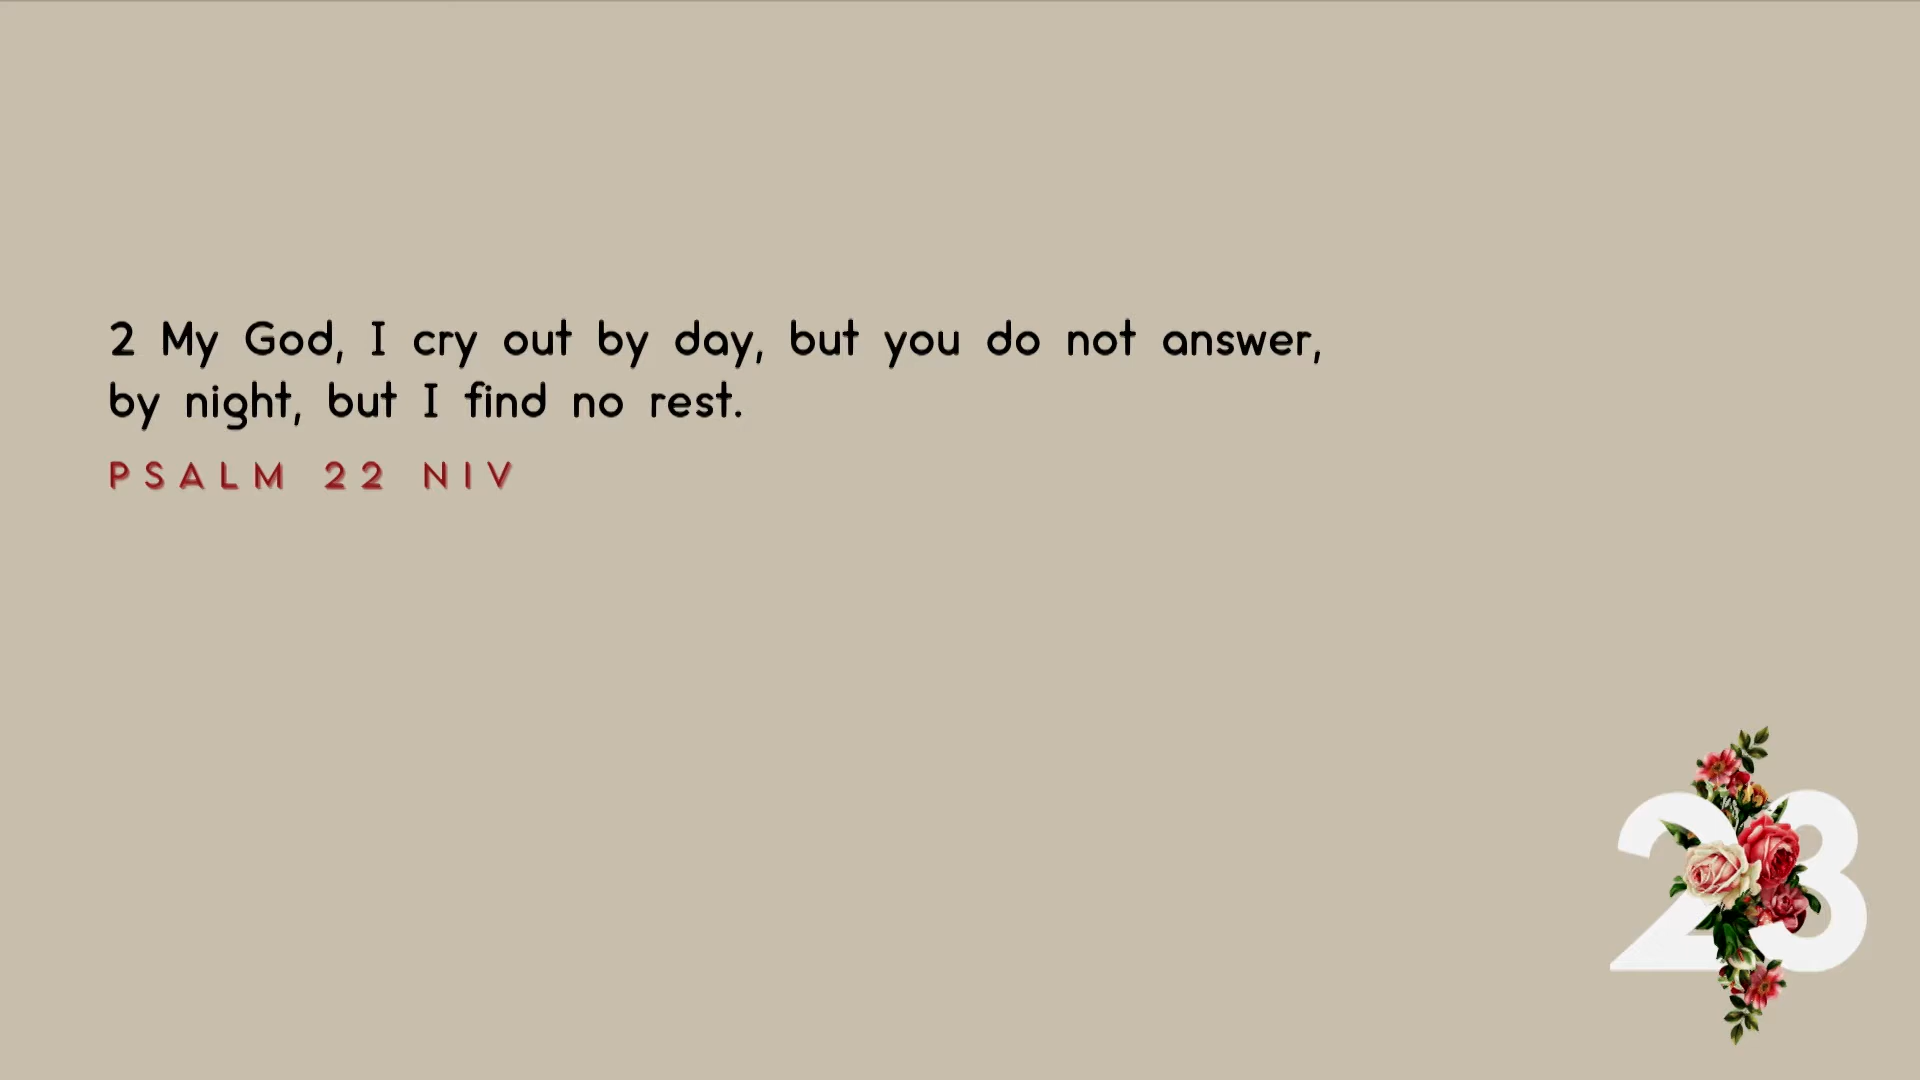 2 My God, I cry out by day, but you do not answer,
by night, but I find no rest.
PSALM 22 NIV
23